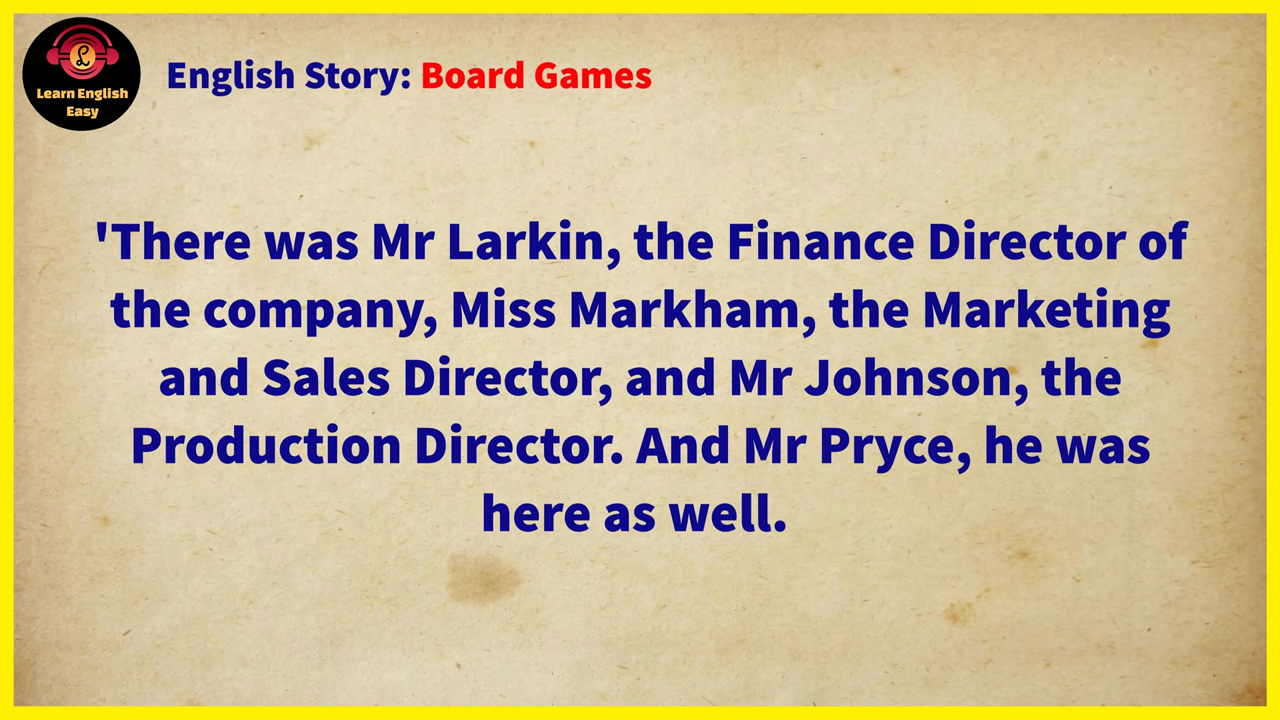 Learn English
Easy
English Story: Board Games
'There was Mr Larkin, the Finance Director of
the company, Miss Markham, the Marketing
and Sales Director, and Mr Johnson, the
Production Director. And Mr Pryce, he was
here as well.